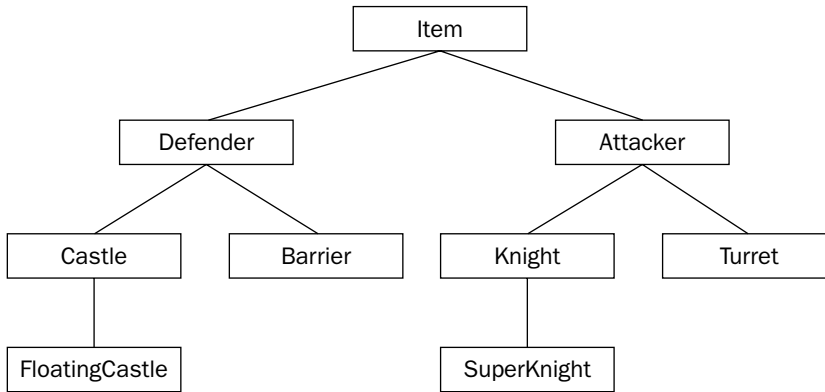 Item
Defender
Attacker
Castle
Barrier
Knight
Turret
FloatingCastle
SuperKnight